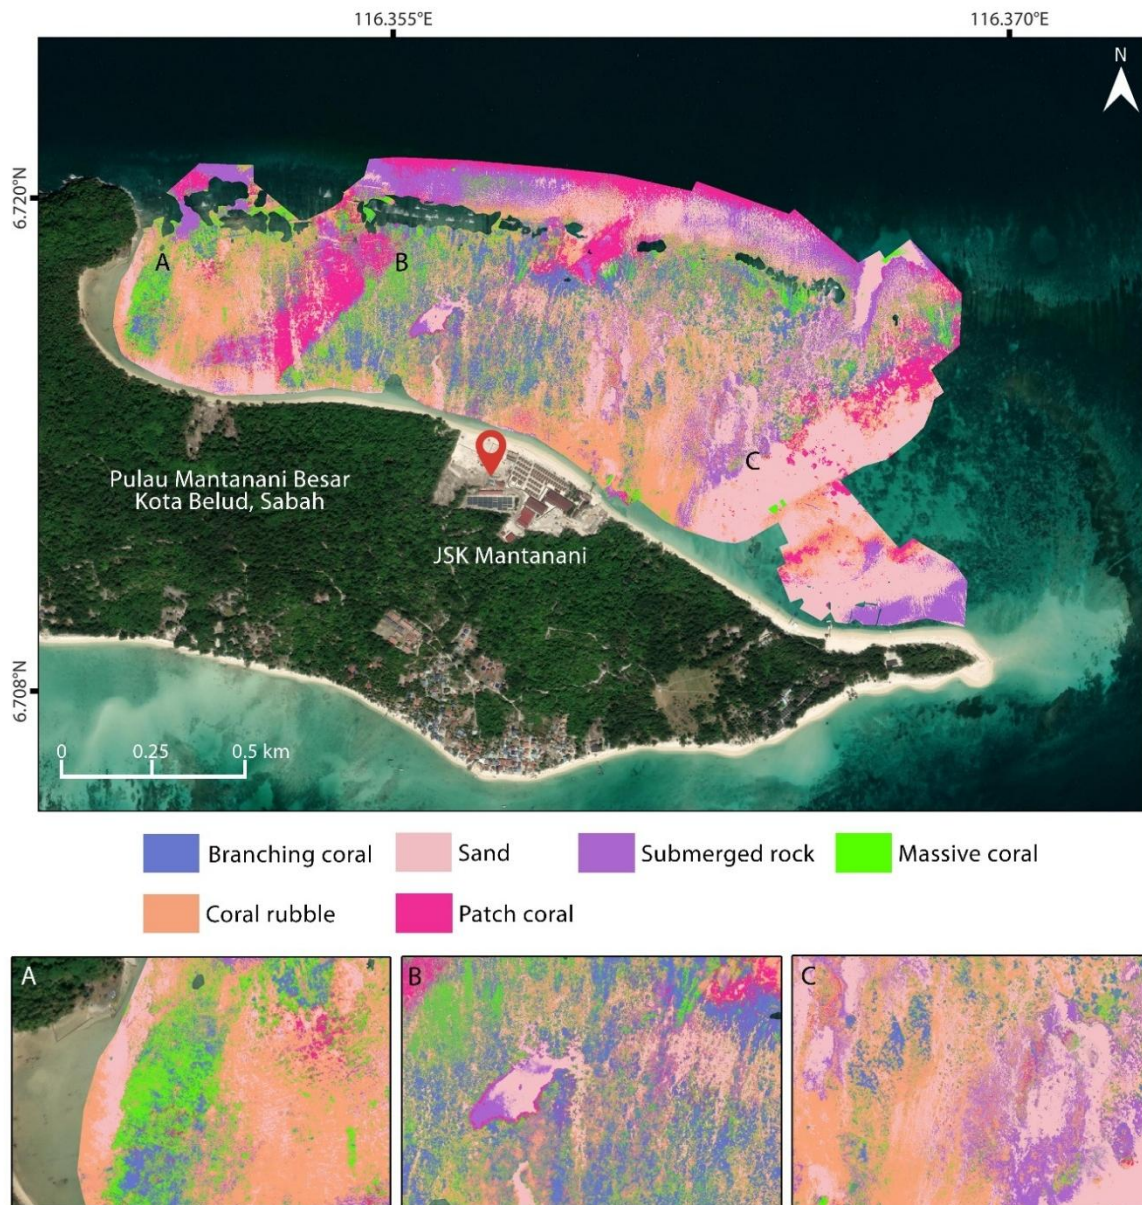 116.355°E
116.370°E
N
6.720°N
A
B
C
Pulau Mantanani Besar
Kota Belud, Sabah
JSK Mantanani
6.708°N
0 0.25 0.5 km
Branching coral
Sand
Submerged rock
Massive coral
Coral rubble
Patch coral
A
B
C